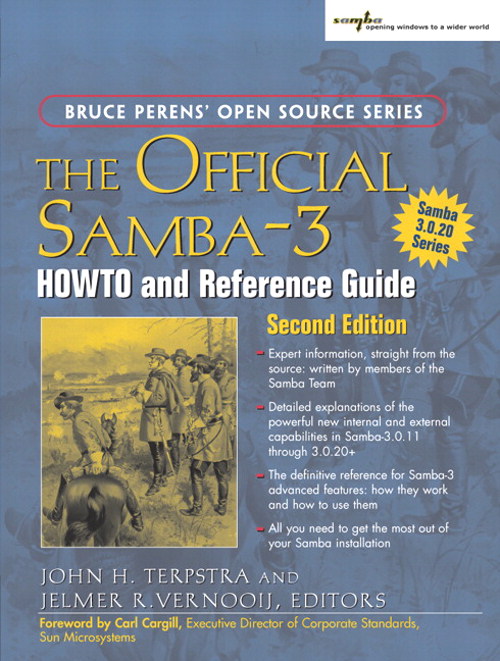 samba
opening windows to a wider world
BRUCE PERENS' OPEN SOURCE SERIES
THE OFFICIAL
SAMBA-3
Samba
3.0.20
Series
HOWTO and Reference Guide
Second Edition
Expert information, straight from the
source: written by members of the
Samba Team
Detailed explanations of the
powerful new internal and external
capabilities in Samba-3.0.11
through 3.0.20+
The definitive reference for Samba-3
advanced features: how they work
and how to use them
All you need to get the most out of
your Samba installation
JOHN H. TERPSTRA AND
JELMER R. VERNOOIJ, EDITORS
Foreword by Carl Cargill, Executive Director of Corporate Standards,
Sun Microsystems